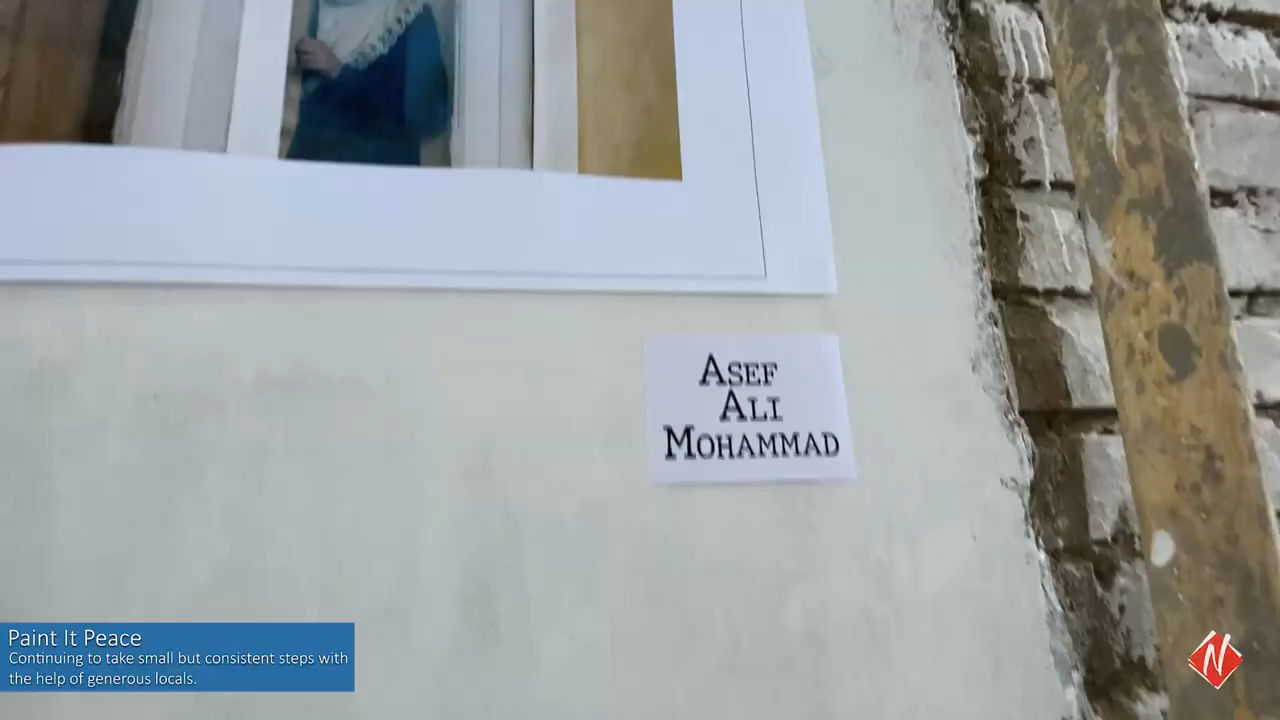 ASEF
ALI
MOHAMMAD
Paint It Peace
Continuing to take small but consistent steps with
the help of generous locals.
N